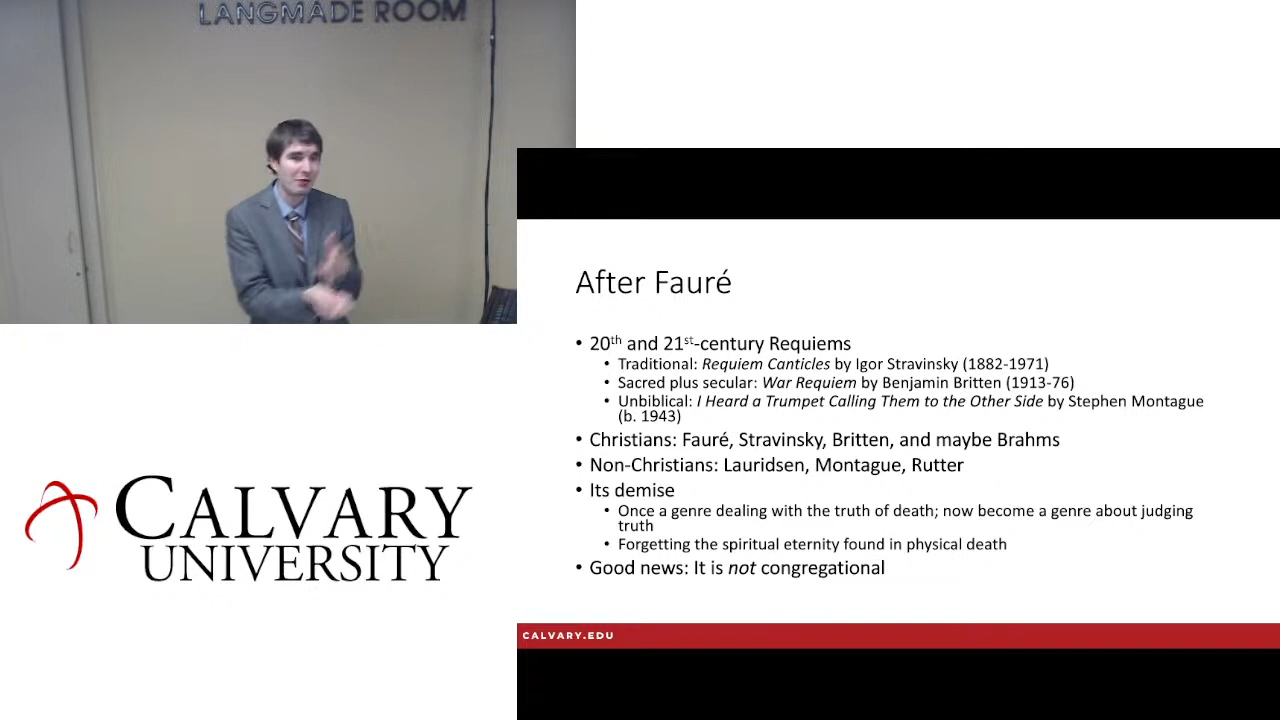 LANGMADE ROOM
After Fauré
• 20th and 21st-century Requiems
• Traditional: Requiem Canticles by Igor Stravinsky (1882-1971)
• Sacred plus secular: War Requiem by Benjamin Britten (1913-76)
• Unbiblical: I Heard a Trumpet Calling Them to the Other Side by Stephen Montague
(b. 1943)
• Christians: Fauré, Stravinsky, Britten, and maybe Brahms
• Non-Christians: Lauridsen, Montague, Rutter
• Its demise
• Once a genre dealing with the truth of death; now become a genre about judging
truth
• Forgetting the spiritual eternity found in physical death
• Good news: It is not congregational
CALVARY.EDU
CALVARY
UNIVERSITY